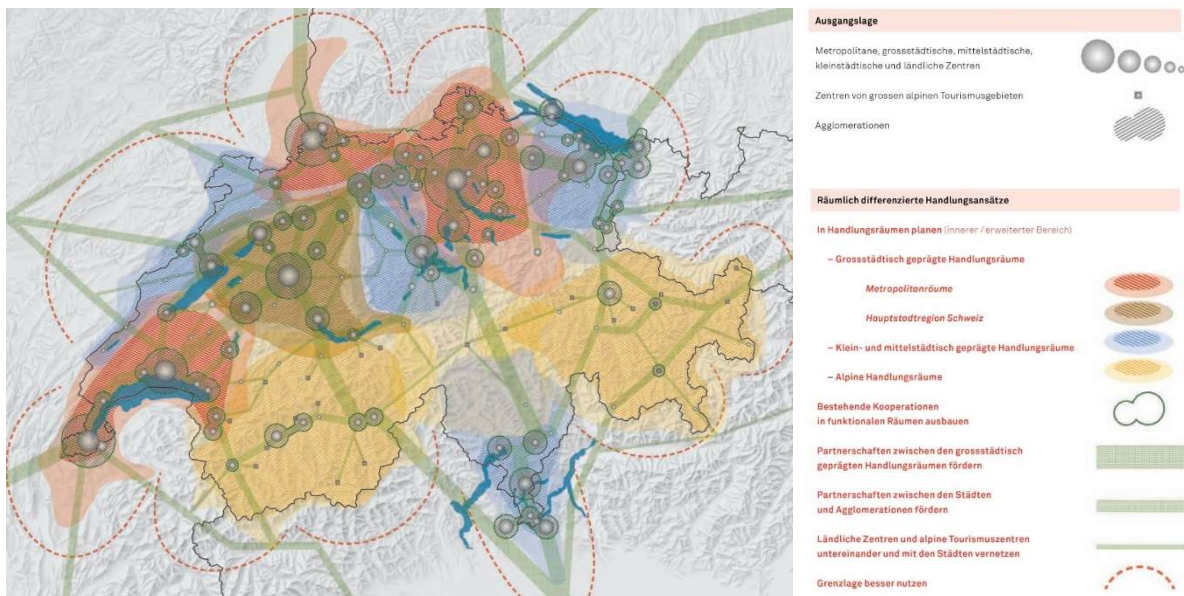 Ausgangslage
Metropolitane, grossstädtische, mittelstädtische,
kleinstädtische und ländliche Zentren
Zentren von grossen alpinen Tourismusgebieten
Agglomerationen
Räumlich differenzierte Handlungsansätze
In Handlungsräumen planen (innerer / erweiterter Bereich)
– Grossstädtisch geprägte Handlungsräume
Metropolitanräume
Hauptstadtregion Schweiz
– Klein- und mittelstädtisch geprägte Handlungsräume
– Alpine Handlungsräume
Bestehende Kooperationen
in funktionalen Räumen ausbauen
Partnerschaften zwischen den grossstädtisch
geprägten Handlungsräumen fördern
Partnerschaften zwischen den Städten
und Agglomerationen fördern
Ländliche Zentren und alpine Tourismuszentren
untereinander und mit den Städten vernetzen
Grenzlage besser nutzen